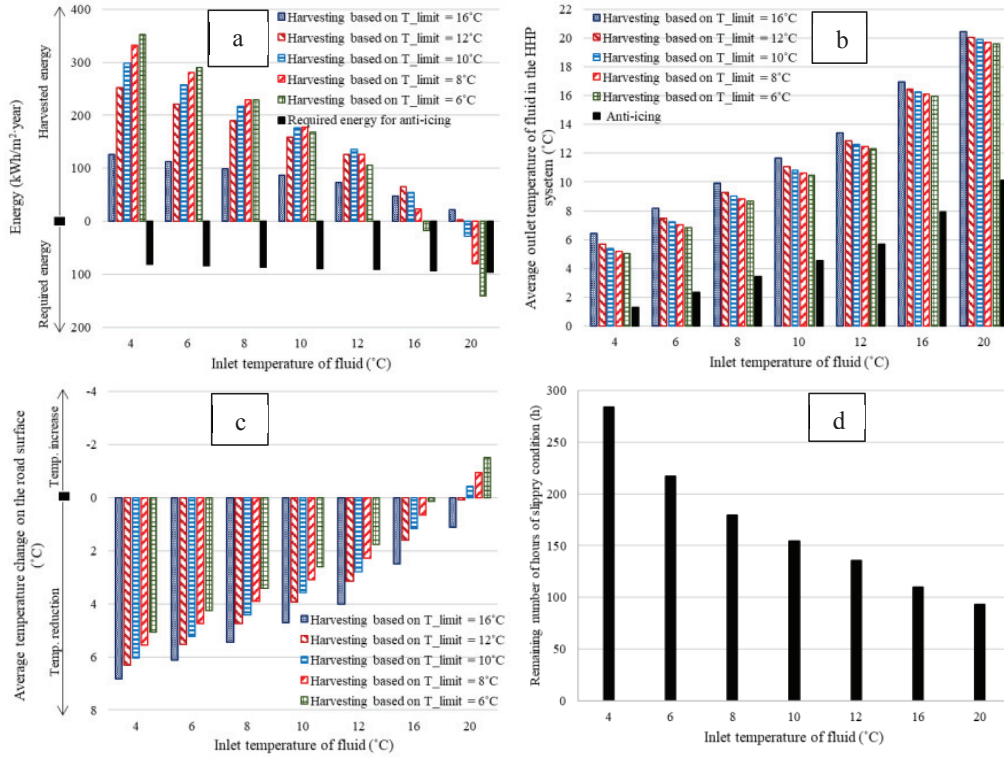 a
Harvesting based on T_limit = 16˚C
Harvesting based on T_limit = 12˚C
Harvesting based on T_limit = 10˚C
Harvesting based on T_limit = 8˚C
Harvesting based on T_limit = 6˚C
Required energy for anti-icing
Energy (kWh/m²·year)
Harvested energy
Required energy
400
300
200
100
0
100
200
4 6 8 10 12 16 20
Inlet temperature of fluid (˚C)
b
Harvesting based on T_limit = 16˚C
Harvesting based on T_limit = 12˚C
Harvesting based on T_limit = 10˚C
Harvesting based on T_limit = 8˚C
Harvesting based on T_limit = 6˚C
Anti-icing
Average outlet temperature of fluid in the HHP
sysetem (˚C)
22
20
18
16
14
12
10
8
6
4
2
0
4 6 8 10 12 16 20
Inlet temperature of fluid (˚C)
c
Average temperature change on the road surface
(˚C)
Temp. increase
Temp. reduction
-4
-2
0
2
4
6
8
Harvesting based on T_limit = 16˚C
Harvesting based on T_limit = 12˚C
Harvesting based on T_limit = 10˚C
Harvesting based on T_limit = 8˚C
Harvesting based on T_limit = 6˚C
4 6 8 10 12 16 20
Inlet temperature of fluid (˚C)
d
Remaining number of hours of slippry condition (h)
300
250
200
150
100
50
0
4 6 8 10 12 16 20
Inlet temperature of fluid (˚C)